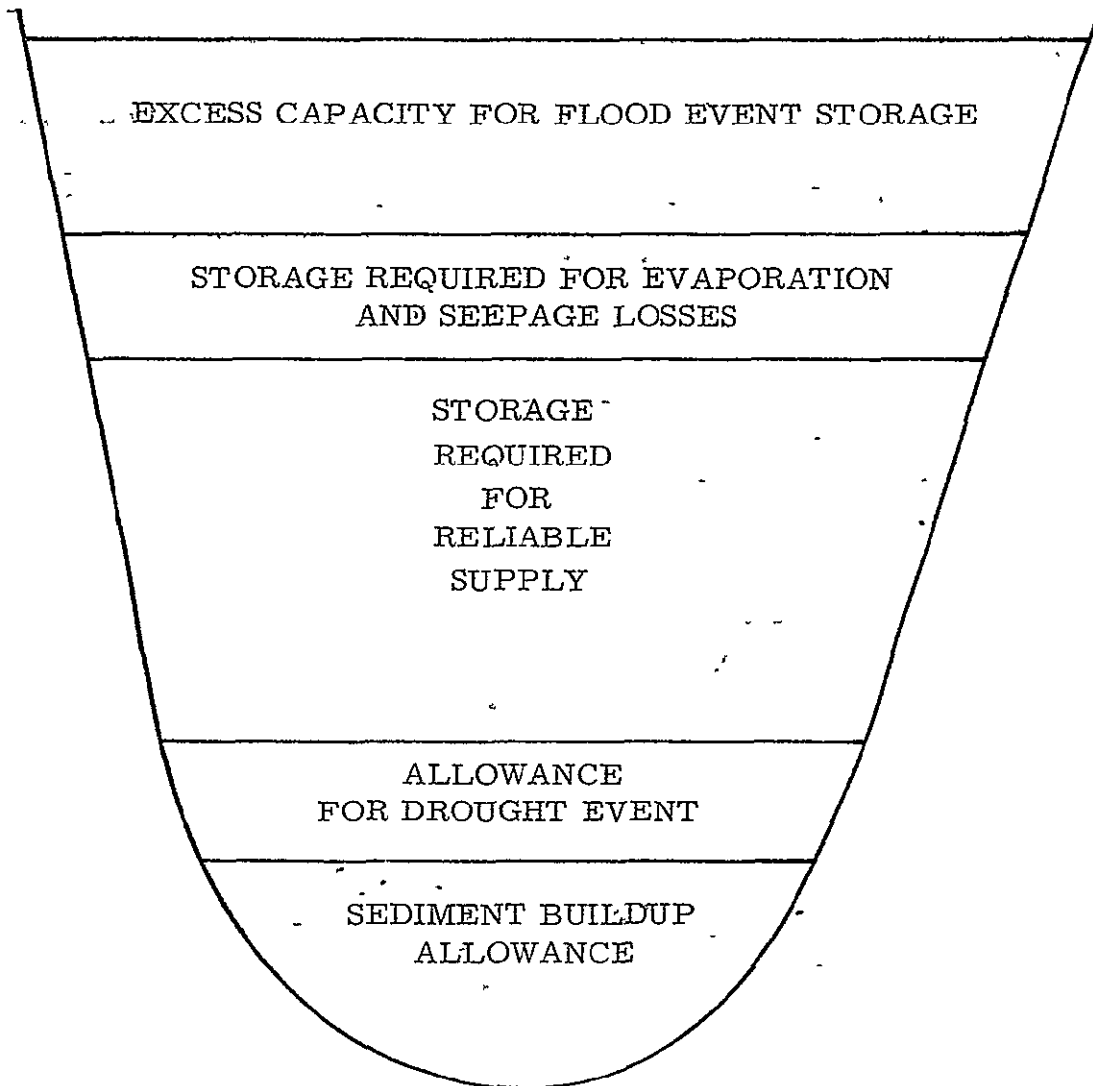 EXCESS CAPACITY FOR FLOOD EVENT STORAGE
STORAGE REQUIRED FOR EVAPORATION
AND SEEPAGE LOSSES
STORAGE
REQUIRED
FOR
RELIABLE
SUPPLY
ALLOWANCE
FOR DROUGHT EVENT
SEDIMENT BUILDUP
ALLOWANCE